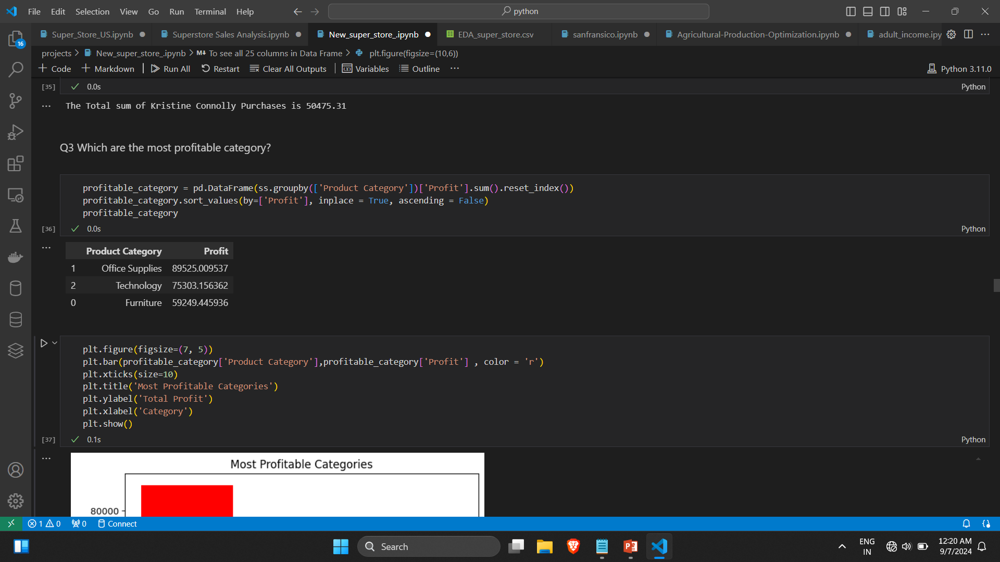 File Edit Selection View Go Run Terminal Help
python
16
Super_Store_US.ipynb Superstore Sales Analysis.ipynb New_super_store_.ipynb EDA_super_store.csv sanfransico.ipynb Agricultural-Production-Optimization.ipynb adult_income.ipy ...
projects > New_super_store_.ipynb > M↓ To see all 25 columns in Data Frame > plt.figure(figsize=(10,6))
+ Code + Markdown | Run All Restart Clear All Outputs | Variables Outline ...
Python 3.11.0
[35] ✓ 0.0s Python
... The Total sum of Kristine Connolly Purchases is 50475.31
Q3 Which are the most profitable category?
profitable_category = pd.DataFrame(ss.groupby(['Product Category'])['Profit'].sum().reset_index())
profitable_category.sort_values(by=['Profit'], inplace = True, ascending = False)
profitable_category
[36] ✓ 0.0s Python
... Product Category Profit
1 Office Supplies 89525.009537
2 Technology 75303.156362
0 Furniture 59249.445936
plt.figure(figsize=(7, 5))
plt.bar(profitable_category['Product Category'],profitable_category['Profit'] , color = 'r')
plt.xticks(size=10)
plt.title('Most Profitable Categories')
plt.ylabel('Total Profit')
plt.xlabel('Category')
plt.show()
[37] ✓ 0.1s Python
...
Most Profitable Categories
80000
1 0 0 Connect
Search
ENG
IN
12:20 AM
9/7/2024